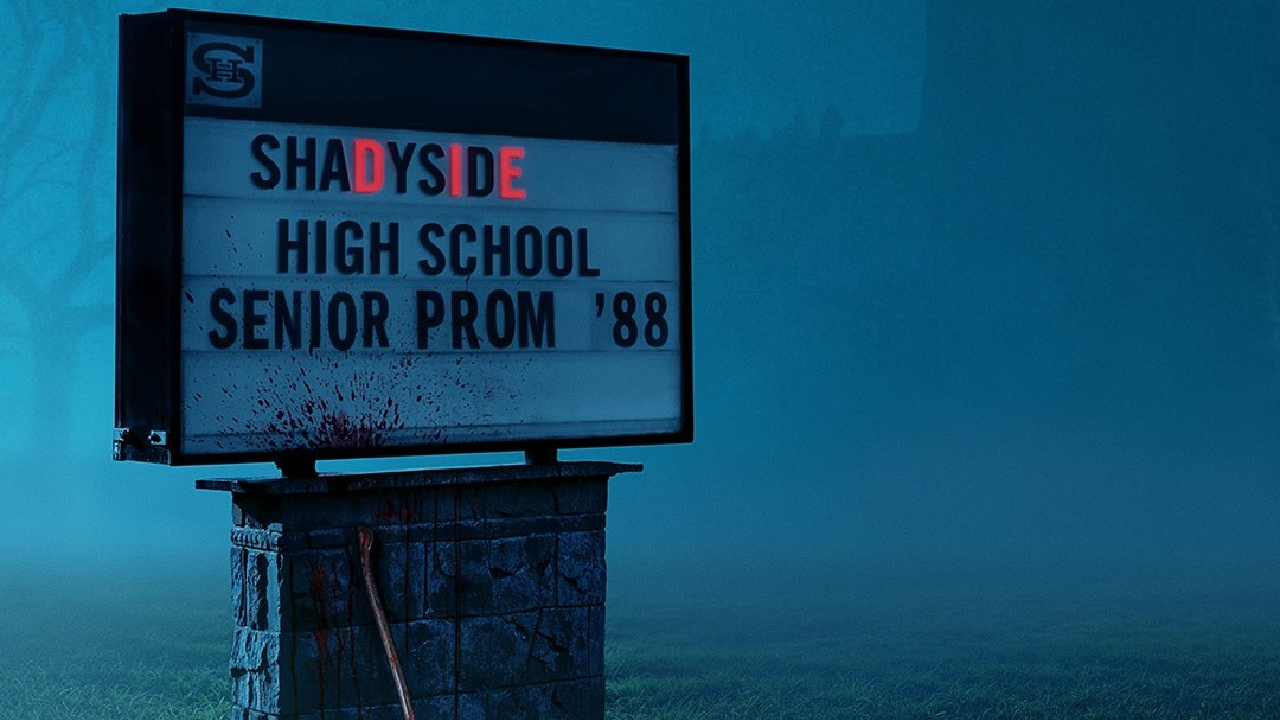 SH
SHADYSIDE
HIGH SCHOOL
SENIOR PROM ’88